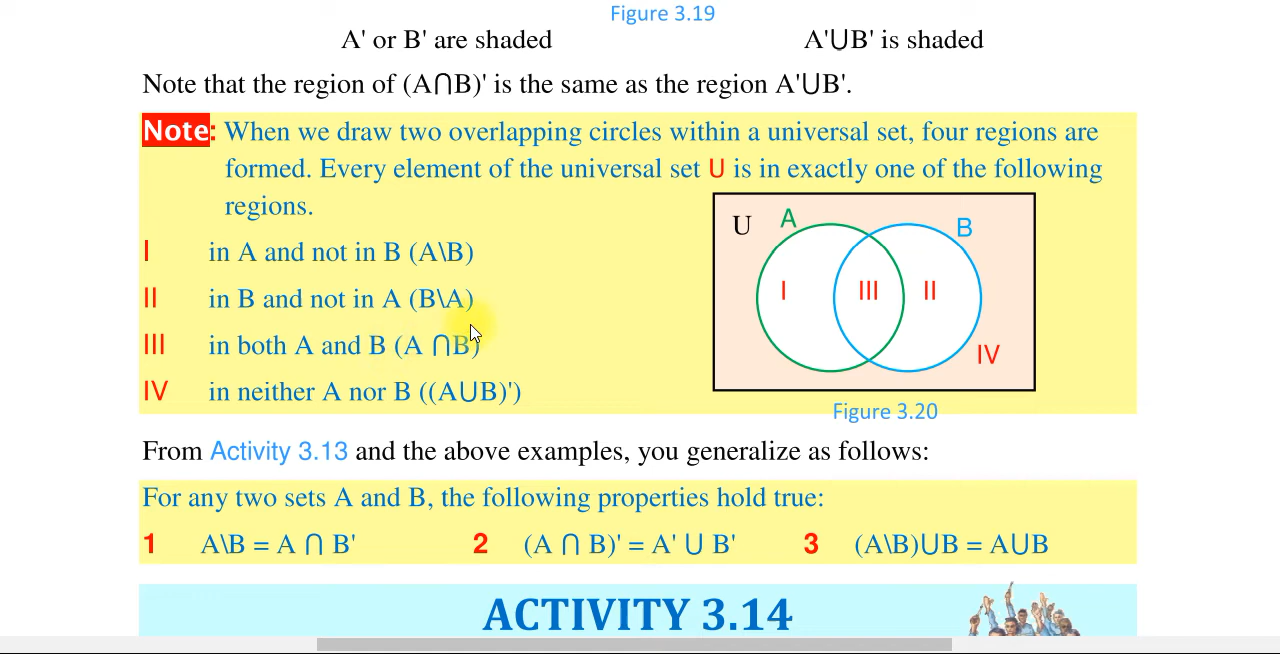 Figure 3.19
A' or B' are shaded
A'⋃B' is shaded
Note that the region of (A⋂B)' is the same as the region A'⋃B'.
Note: When we draw two overlapping circles within a universal set, four regions are
formed. Every element of the universal set U is in exactly one of the following
regions.
I in A and not in B (A\B)
II in B and not in A (B\A)
III in both A and B (A ⋂B)
IV in neither A nor B ((A⋃B)')
U A B
I III II
IV
Figure 3.20
From Activity 3.13 and the above examples, you generalize as follows:
For any two sets A and B, the following properties hold true:
1 A\B = A ⋂ B' 2 (A ⋂ B)' = A' ⋃ B' 3 (A\B)⋃B = A⋃B
ACTIVITY 3.14